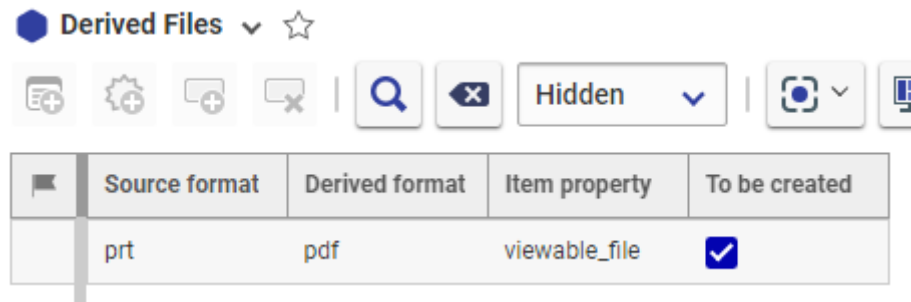 Derived Files
Hidden
Source format Derived format Item property To be created
prt pdf viewable_file